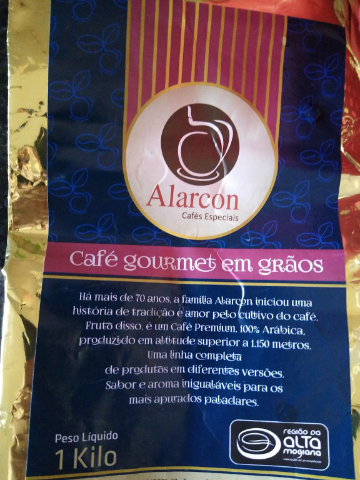 Alarcon
Cafés Especiais
Café gourmet em grãos
Há mais de 70 anos, a família Alarcon iniciou uma
história de tradição e amor pelo cultivo do café.
Fruto disso, é um Café Premium, 100% Arábica,
produzido em altitude superior a 1.150 metros.
Uma linha completa
de produtos em diferentes versões.
Sabor e aroma inigualáveis para os
mais apurados paladares.
Peso Líquido
1 Kilo
REGIÃO DA
ALTA
mogiana